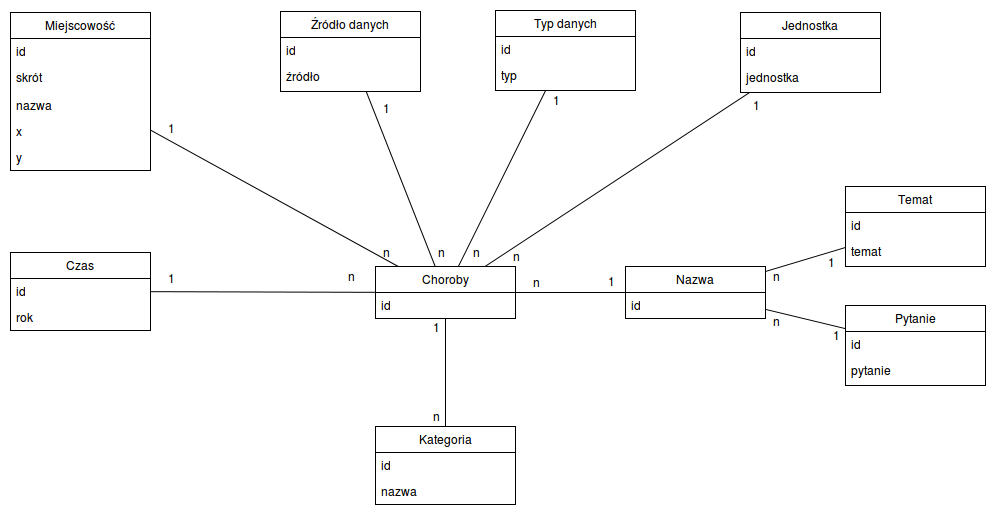 Miejscowość
id
skrót
nazwa
x
y
1
Źródło danych
id
źródło
1
Typ danych
id
typ
1
Jednostka
id
jednostka
1
Czas
id
rok
1
n
n
n
n
n
Choroby
id
n
1
1
Nazwa
id
n
1
n
1
Temat
id
temat
Pytanie
id
pytanie
n
Kategoria
id
nazwa